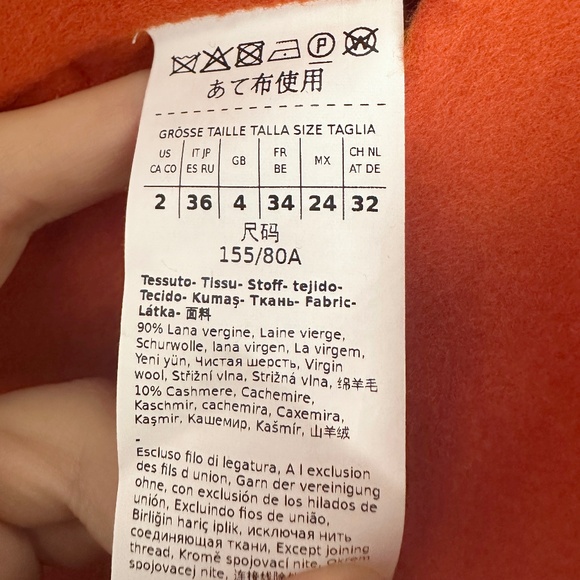 P W
あて布使用
GRÖSSE TAILLE TALLA SIZE TAGLIA
US CA CO | IT JP ES RU | GB | FR BE | MX | CH NL AT DE
2 | 36 | 4 | 34 | 24 | 32
尺码
155/80A
Tessuto- Tissu- Stoff- tejido-
Tecido- Kumaş- Ткань- Fabric-
Látka- 面料
90% Lana vergine, Laine vierge,
Schurwolle, lana virgen, La virgem,
Yeni yün, Чистая шерсть, Virgin
wool, Střižní vlna, Strižná vlna, 绵羊毛
10% Cashmere, Cachemire,
Kaschmir, cachemira, Caxemira,
Kaşmir, Кашемир, Kašmír, 山羊绒
-
Escluso filo di legatura, A l exclusion
des fils d union, Garn der vereinigung
ohne, con exclusión de los hilados de
unión, Excluindo fios de união,
Birliğin hariç iplik, исключая нить
соединяющая ткани, Except joining
thread, Kromě spojovací nite, Okrem
spojovacej nite,